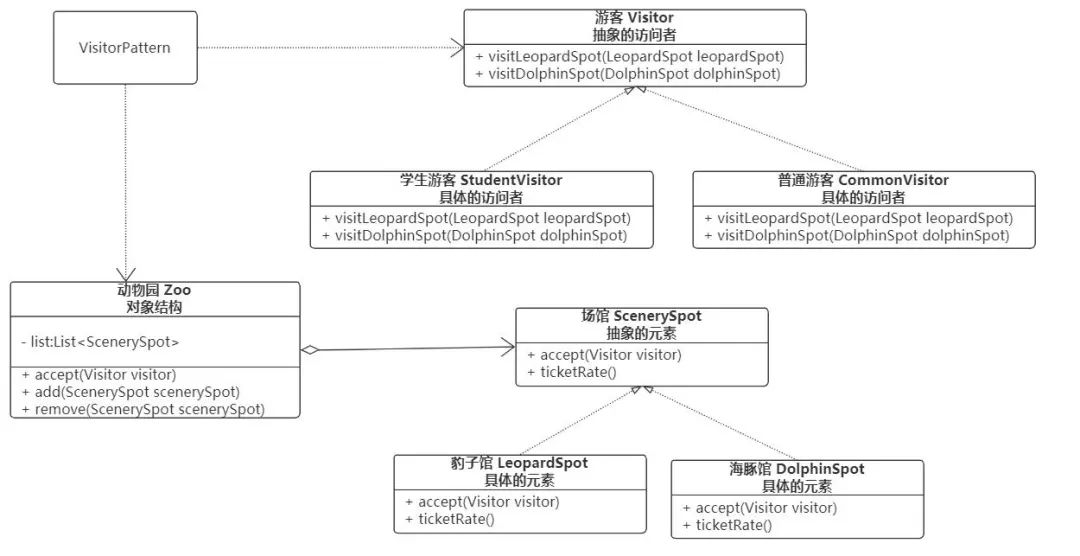 VisitorPattern
游客 Visitor
抽象的访问者
+ visitLeopardSpot(LeopardSpot leopardSpot)
+ visitDolphinSpot(DolphinSpot dolphinSpot)
学生游客 StudentVisitor
具体的访问者
+ visitLeopardSpot(LeopardSpot leopardSpot)
+ visitDolphinSpot(DolphinSpot dolphinSpot)
普通游客 CommonVisitor
具体的访问者
+ visitLeopardSpot(LeopardSpot leopardSpot)
+ visitDolphinSpot(DolphinSpot dolphinSpot)
动物园 Zoo
对象结构
- list:List<ScenerySpot>
+ accept(Visitor visitor)
+ add(ScenerySpot scenerySpot)
+ remove(ScenerySpot scenerySpot)
场馆 ScenerySpot
抽象的元素
+ accept(Visitor visitor)
+ ticketRate()
豹子馆 LeopardSpot
具体的元素
+ accept(Visitor visitor)
+ ticketRate()
海豚馆 DolphinSpot
具体的元素
+ accept(Visitor visitor)
+ ticketRate()